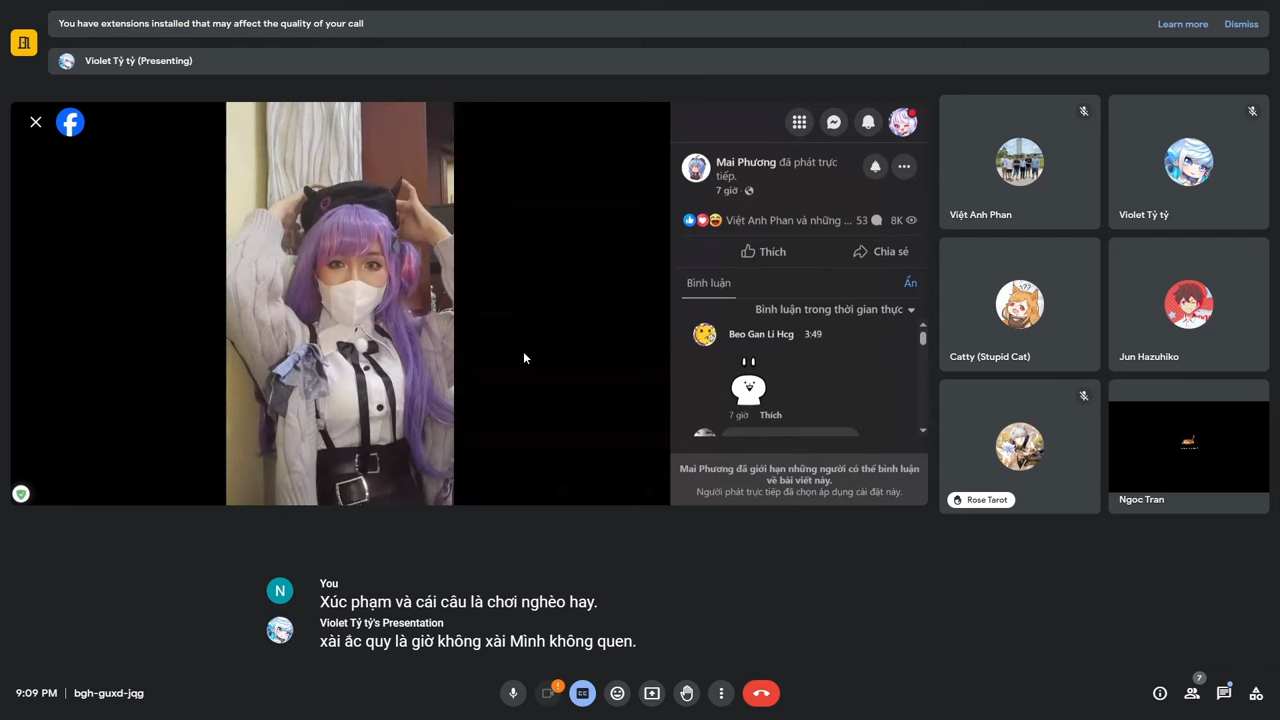 You have extensions installed that may affect the quality of your call
Learn more
Dismiss
Violet Tỷ tỷ (Presenting)
Mai Phương đã phát trực
tiếp.
7 giờ
Việt Anh Phan và những ...
53
8K
Thích
Chia sẻ
Bình luận
Ẩn
Bình luận trong thời gian thực
Beo Gan Li Hcg 3:49
7 giờ Thích
Mai Phương đã giới hạn những người có thể bình luận
về bài viết này.
Người phát trực tiếp đã chọn áp dụng cài đặt này.
Việt Anh Phan
Violet Tỷ tỷ
???
Catty (Stupid Cat)
Jun Hazuhiko
Rose Tarot
Ngoc Tran
N
You
Xúc phạm và cái câu là chơi nghèo hay.
Violet Tỷ tỷ's Presentation
xài ắc quy là giờ không xài Mình không quen.
9:09 PM
bgh-guxd-jqg
!
CC
7